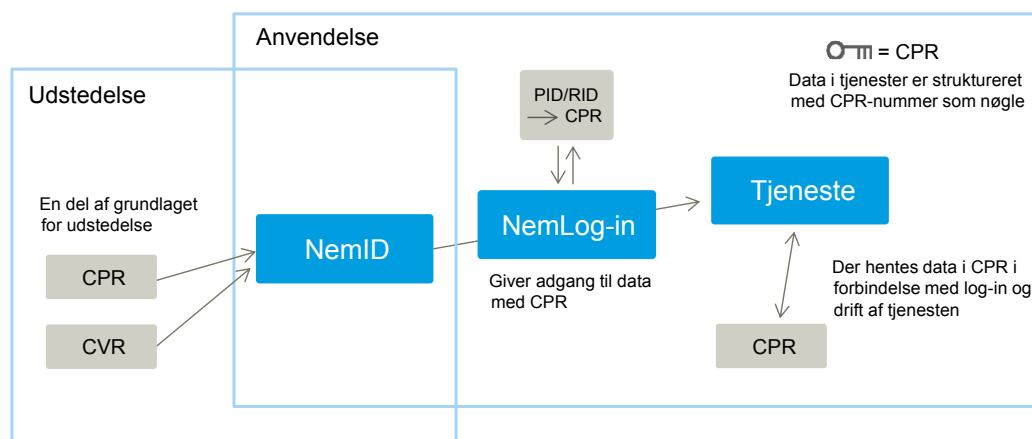 Anvendelse
= CPR
Data i tjenester er struktureret
med CPR-nummer som nøgle
Udstedelse
PID/RID
CPR
En del af grundlaget
for udstedelse
NemID
NemLog-in
Tjeneste
CPR
CVR
Giver adgang til data
med CPR
Der hentes data i CPR i
forbindelse med log-in og
drift af tjenesten
CPR